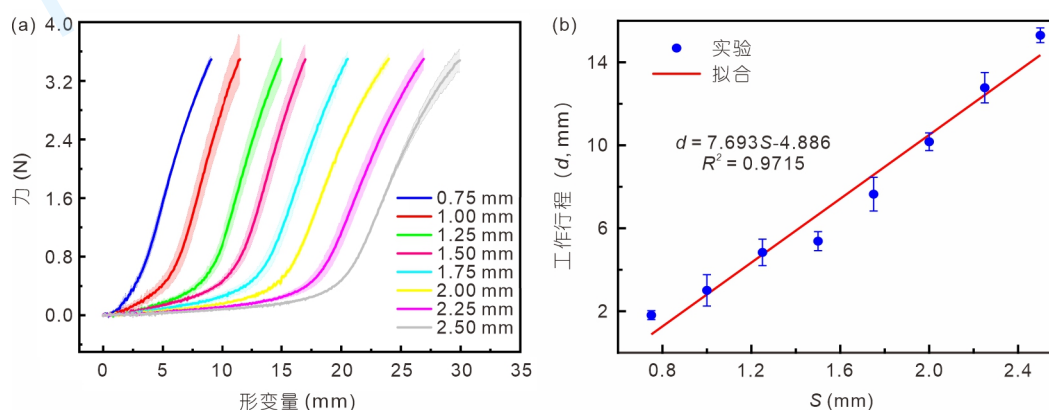 (a)
4.0
3.2
2.4
1.6
0.8
0.0
力 (N)
0.75 mm
1.00 mm
1.25 mm
1.50 mm
1.75 mm
2.00 mm
2.25 mm
2.50 mm
0 5 10 15 20 25 30 35
形变量 (mm)
(b)
14
10
6
2
工作行程 (d, mm)
实验
拟合
d = 7.693S-4.886
R² = 0.9715
0.8 1.2 1.6 2.0 2.4
S (mm)